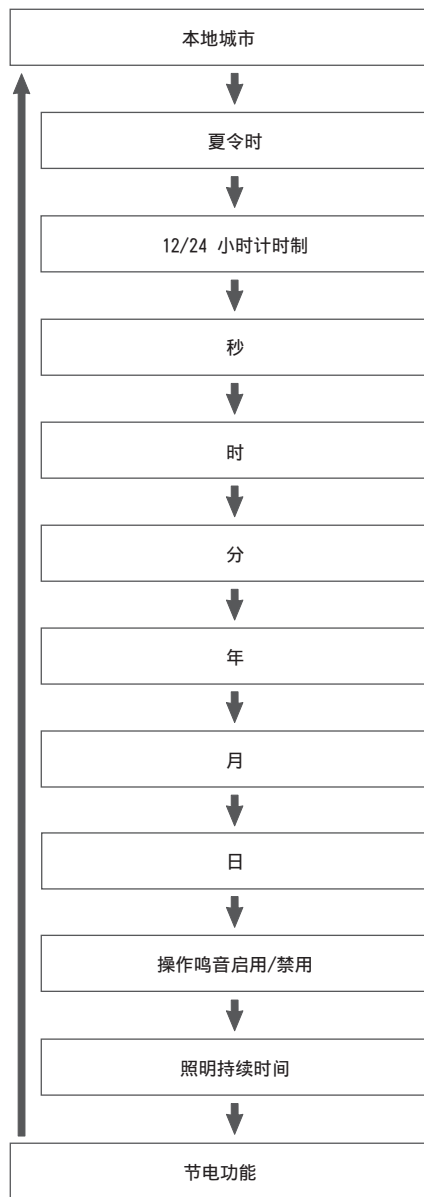 本地城市
夏令时
12/24 小时计时制
秒
时
分
年
月
日
操作鸣音启用/禁用
照明持续时间
节电功能